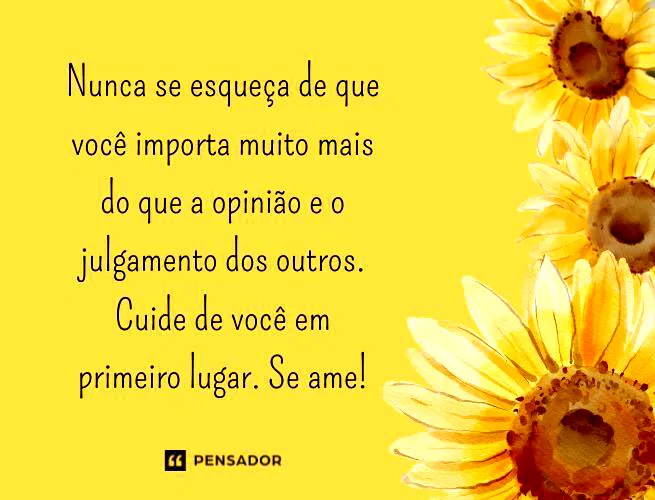 Nunca se esqueça de que
você importa muito mais
do que a opinião e o
julgamento dos outros.
Cuide de você em
primeiro lugar. Se ame!
PENSADOR